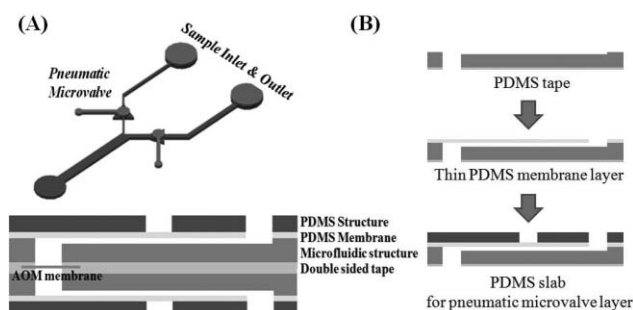 (A)
Sample Inlet & Outlet
Pneumatic
Microvalve
PDMS Structure
PDMS Membrane
Microfluidic structure
Double sided tape
AOM membrane
(B)
PDMS tape
Thin PDMS membrane layer
PDMS slab
for pneumatic microvalve layer